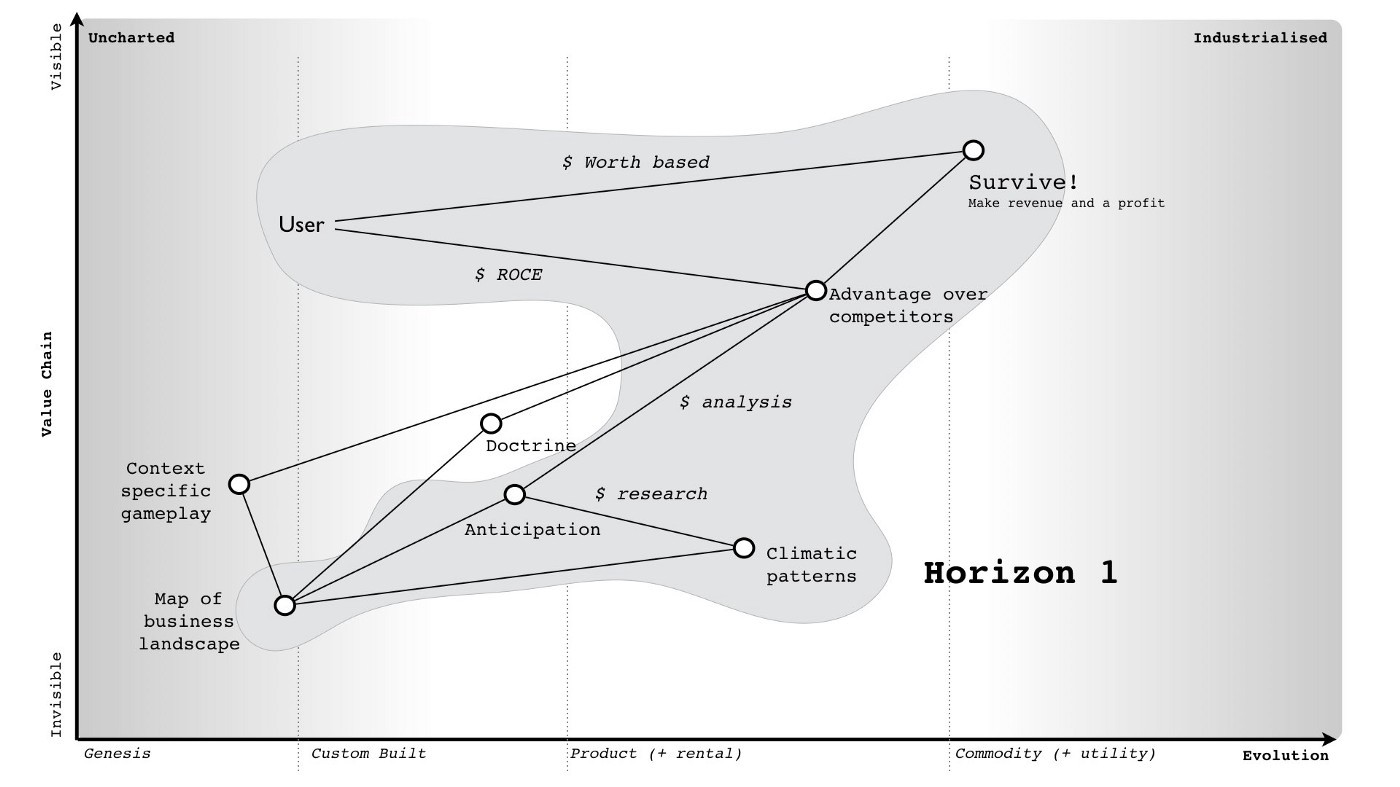 Visible
Uncharted
Industrialised
$ Worth based
Survive!
Make revenue and a profit
User
$ ROCE
Advantage over
competitors
Value Chain
$ analysis
Doctrine
Context
specific
gameplay
$ research
Anticipation
Climatic
patterns
Horizon 1
Map of
business
landscape
Invisible
Genesis
Custom Built
Product (+ rental)
Commodity (+ utility)
Evolution